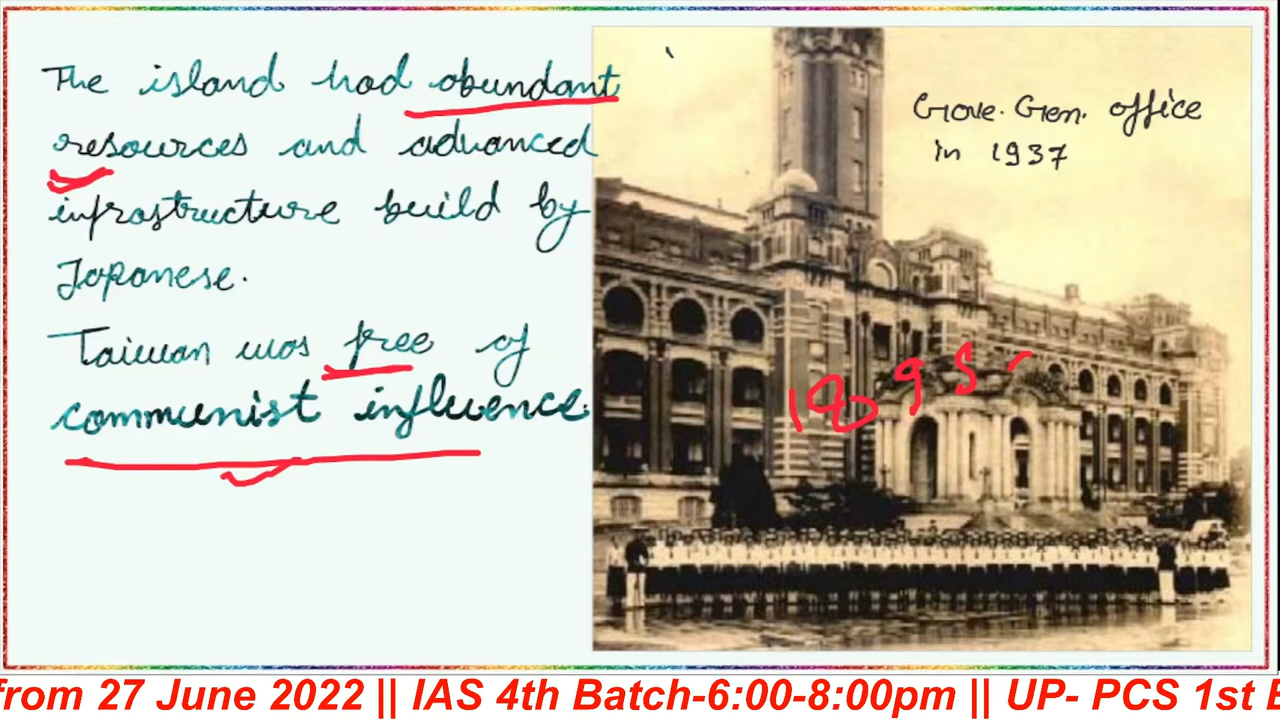 The island had abundant
resources and advanced
infrastructure build by
Japanese.
Taiwan was free of
communist influence.
Gove. Gen. office
in 1937
1895-
from 27 June 2022 || IAS 4th Batch-6:00-8:00pm || UP- PCS 1st B